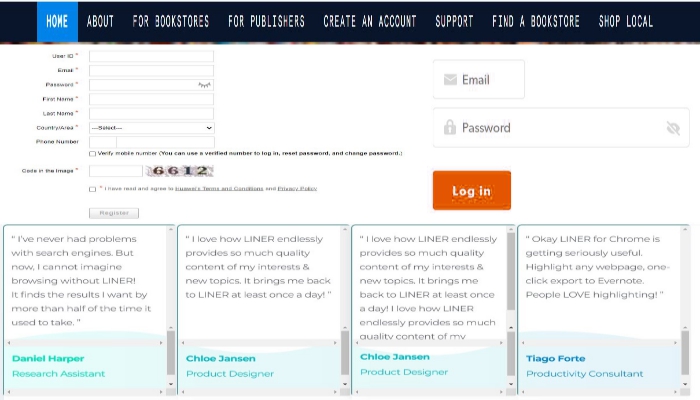 HOME ABOUT FOR BOOKSTORES FOR PUBLISHERS CREATE AN ACCOUNT SUPPORT FIND A BOOKSTORE SHOP LOCAL
User ID *
Email *
Password *
First Name *
Last Name *
Country/Area * ---Select---
Phone Number
Verify mobile number (You can use a verified number to log in, reset password, and change password.)
Code in the Image * 6612
* I have read and agree to Huawei's Terms and Conditions and Privacy Policy
Register
Email
Password
Log in
" I've never had problems
with search engines. But
now, I cannot imagine
browsing without LINER!
It finds the results I want by
more than half of the time it
used to take. "
Daniel Harper
Research Assistant
" I love how LINER endlessly
provides so much quality
content of my interests &
new topics. It brings me back
to LINER at least once a day! "
Chloe Jansen
Product Designer
" I love how LINER endlessly
provides so much quality
content of my interests &
new topics. It brings me
back to LINER at least once
a day! I love how LINER
endlessly provides so much
quality content of my
Chloe Jansen
Product Designer
" Okay LINER for Chrome is
getting seriously useful.
Highlight any webpage, one-
click export to Evernote.
People LOVE highlighting! "
Tiago Forte
Productivity Consultant